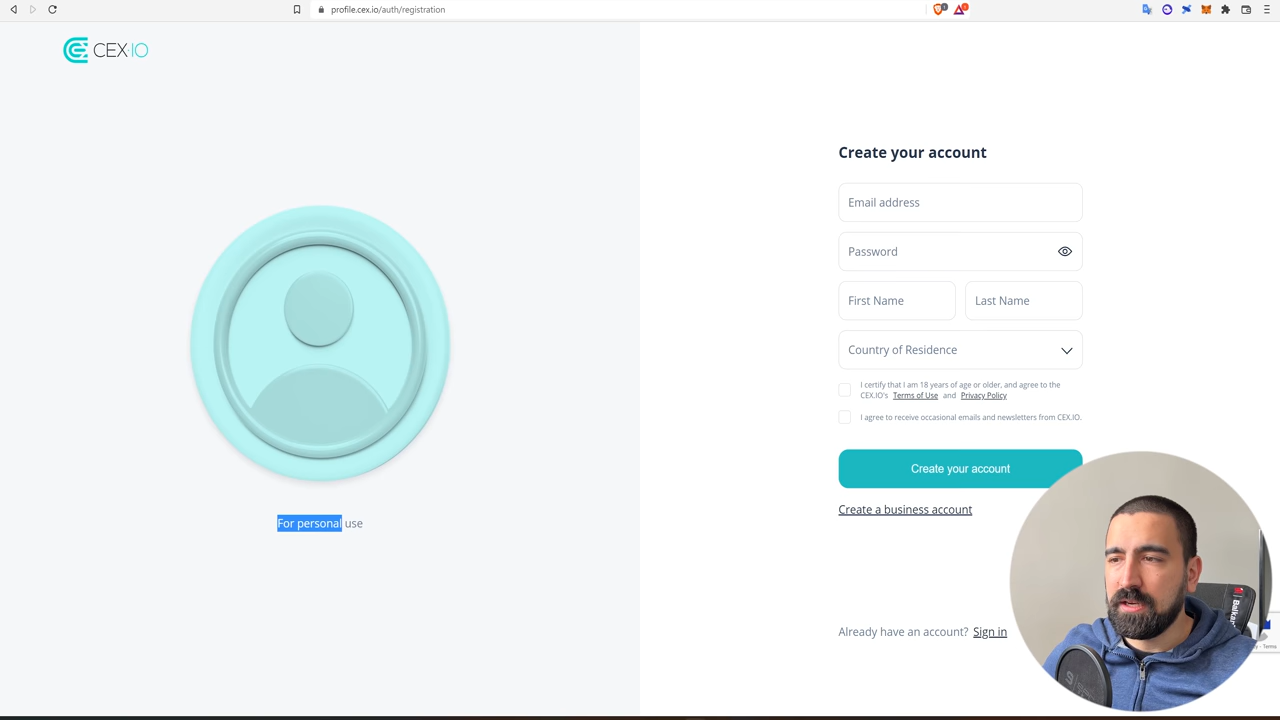 profile.cex.io/auth/registration
CEX.IO
For personal use
Create your account
Email address
Password
First Name
Last Name
Country of Residence
I certify that I am 18 years of age or older, and agree to the
CEX.IO's Terms of Use and Privacy Policy
I agree to receive occasional emails and newsletters from CEX.IO.
Create your account
Create a business account
Already have an account? Sign in
- Terms